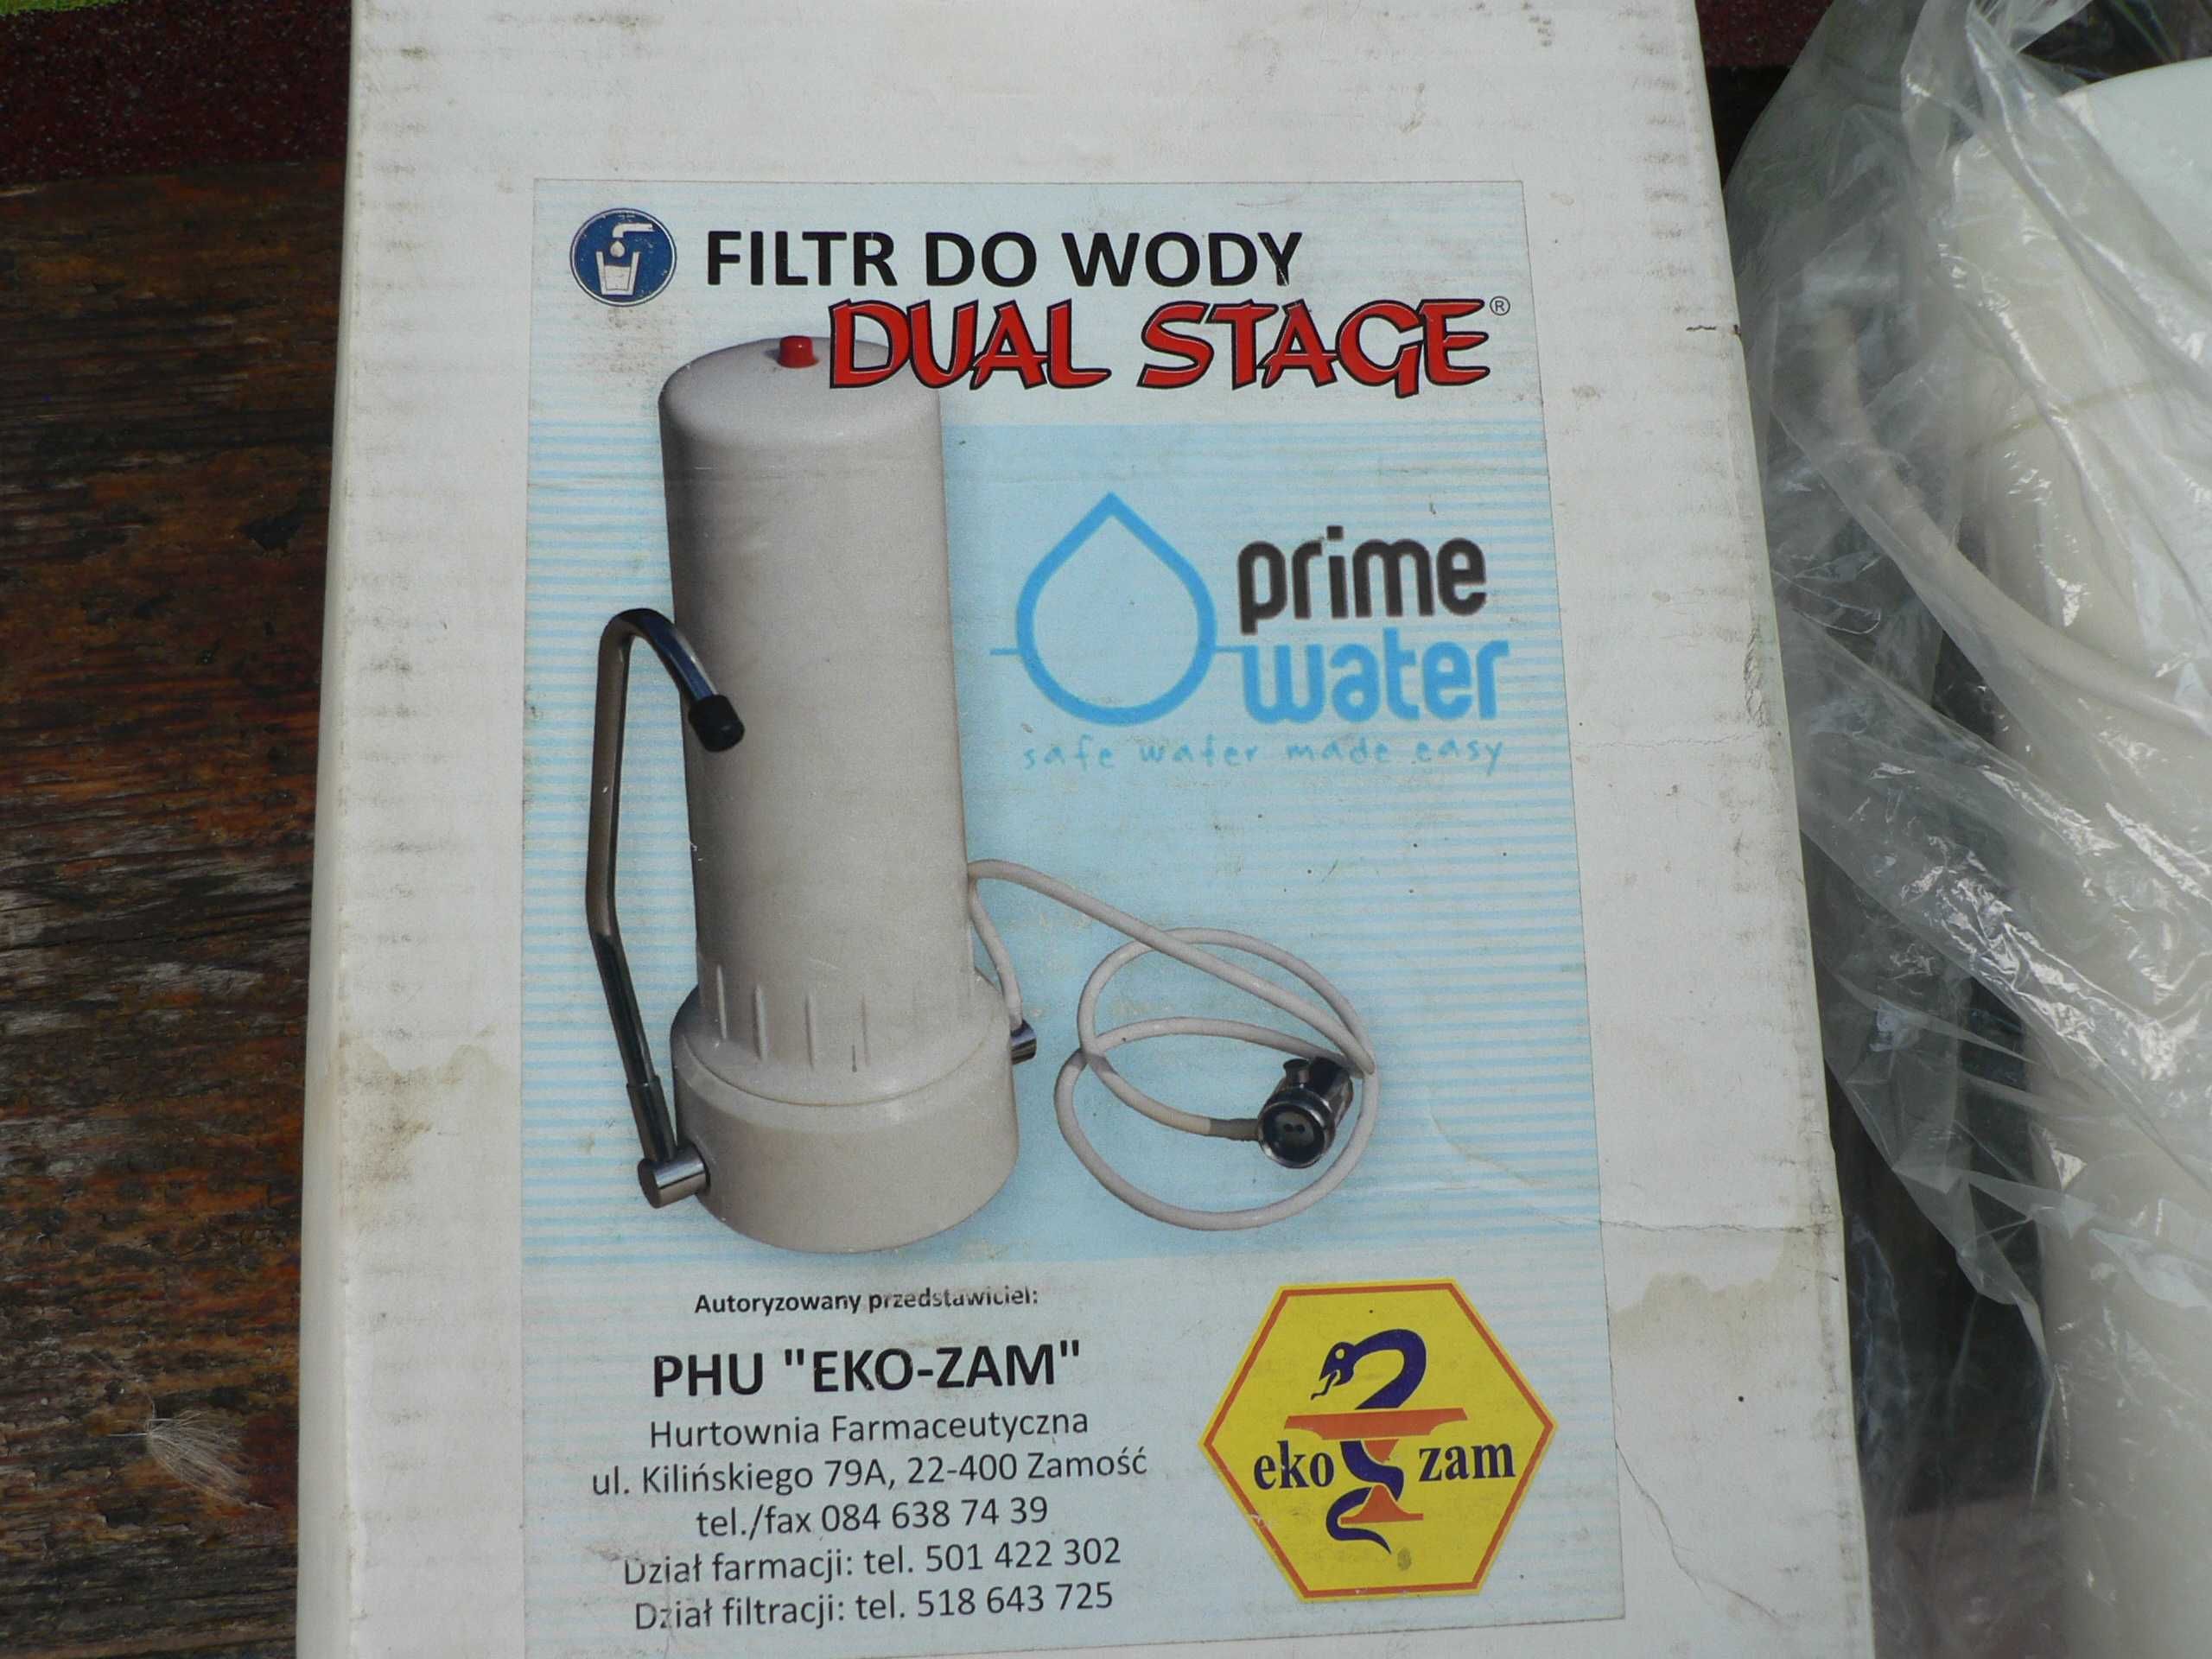 FILTR DO WODY
DUAL STAGE®
prime
water
safe water made easy
Autoryzowany przedstawiciel:
PHU "EKO-ZAM"
Hurtownia Farmaceutyczna
ul. Kilińskiego 79A, 22-400 Zamość
tel./fax 084 638 74 39
Dział farmacji: tel. 501 422 302
Dział filtracji: tel. 518 643 725
eko zam